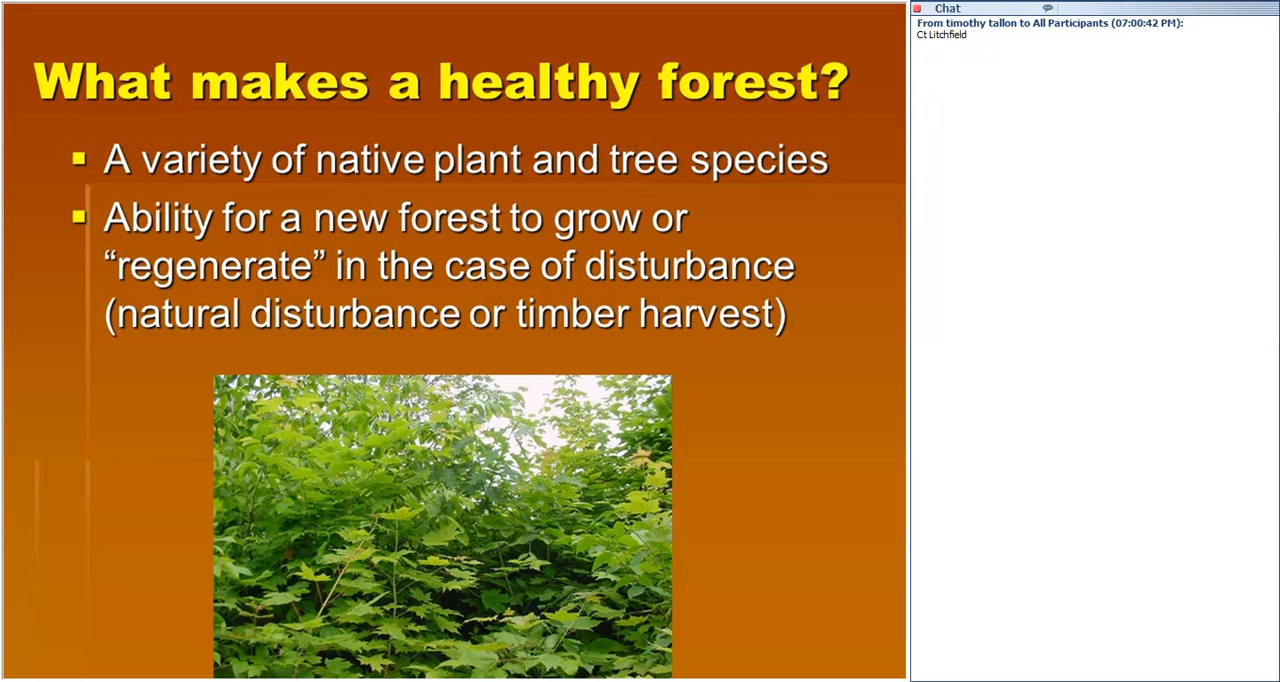 What makes a healthy forest?
A variety of native plant and tree species
Ability for a new forest to grow or
“regenerate” in the case of disturbance
(natural disturbance or timber harvest)
Chat
From timothy tallon to All Participants (07:00:42 PM):
Ct Litchfield